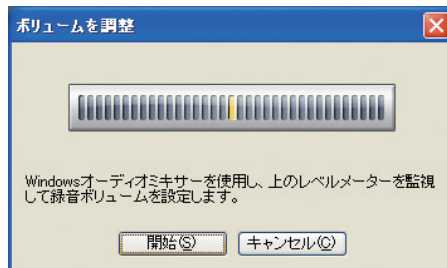 ボリュームを調整
Windowsオーディオミキサーを使用し、上のレベルメーターを監視
して録音ボリュームを設定します。
開始(S)
キャンセル(C)